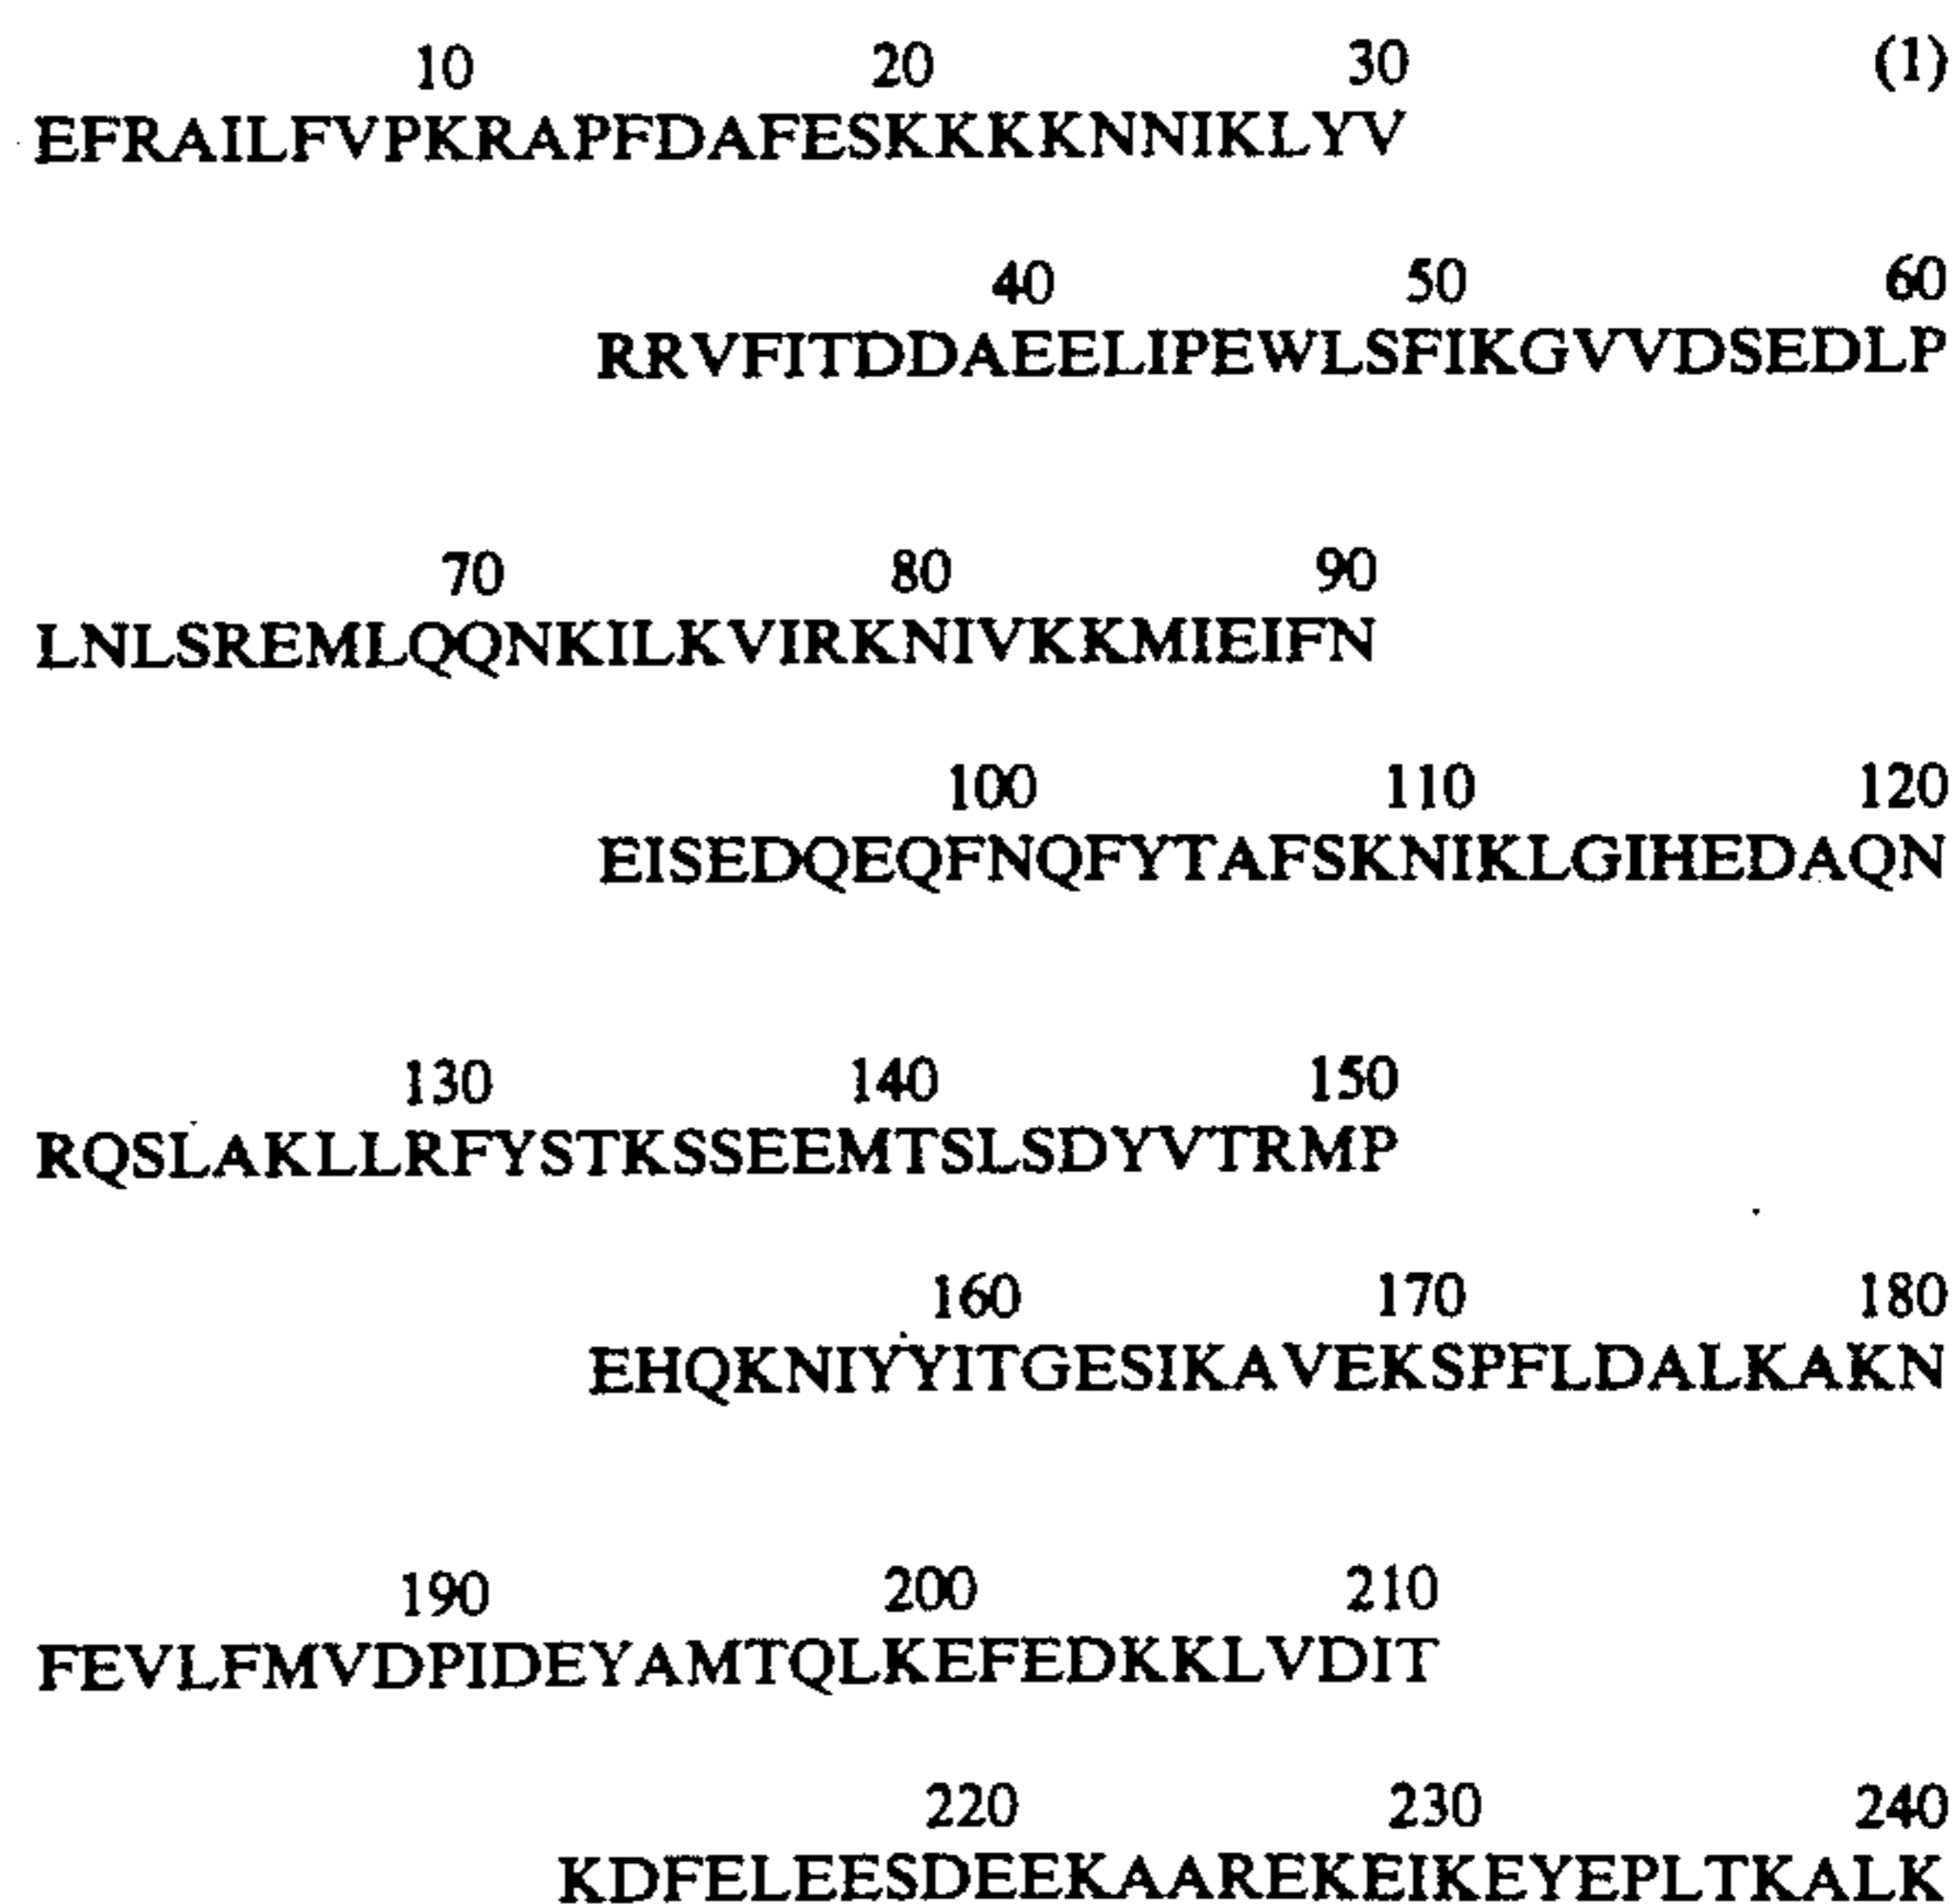 10 20 30 (1)
EFRAILFVPKRAPFDAFESKKKKNNIKLYV
40 50 60
RRVFITDDAEELIPEWLSFIKGVVDSEDLP
70 80 90
LNLSREMLQQNKILKVIRKNIVKKMIEIFN
100 110 120
EISEDQEQFNQFYTAFSKNIKLGIHEDAQN
130 140 150
RQSLAKLLRFYSTKSSEEMTSLSDYVTRMP
160 170 180
EHQKNIYYITGESIKAVEKSPFLDALKAKN
190 200 210
FEVLFMVDPIDEYAMTQLKEFEDKKLVDIT
220 230 240
KDFELEESDEEKAAREKEIKEYEPLTKALK